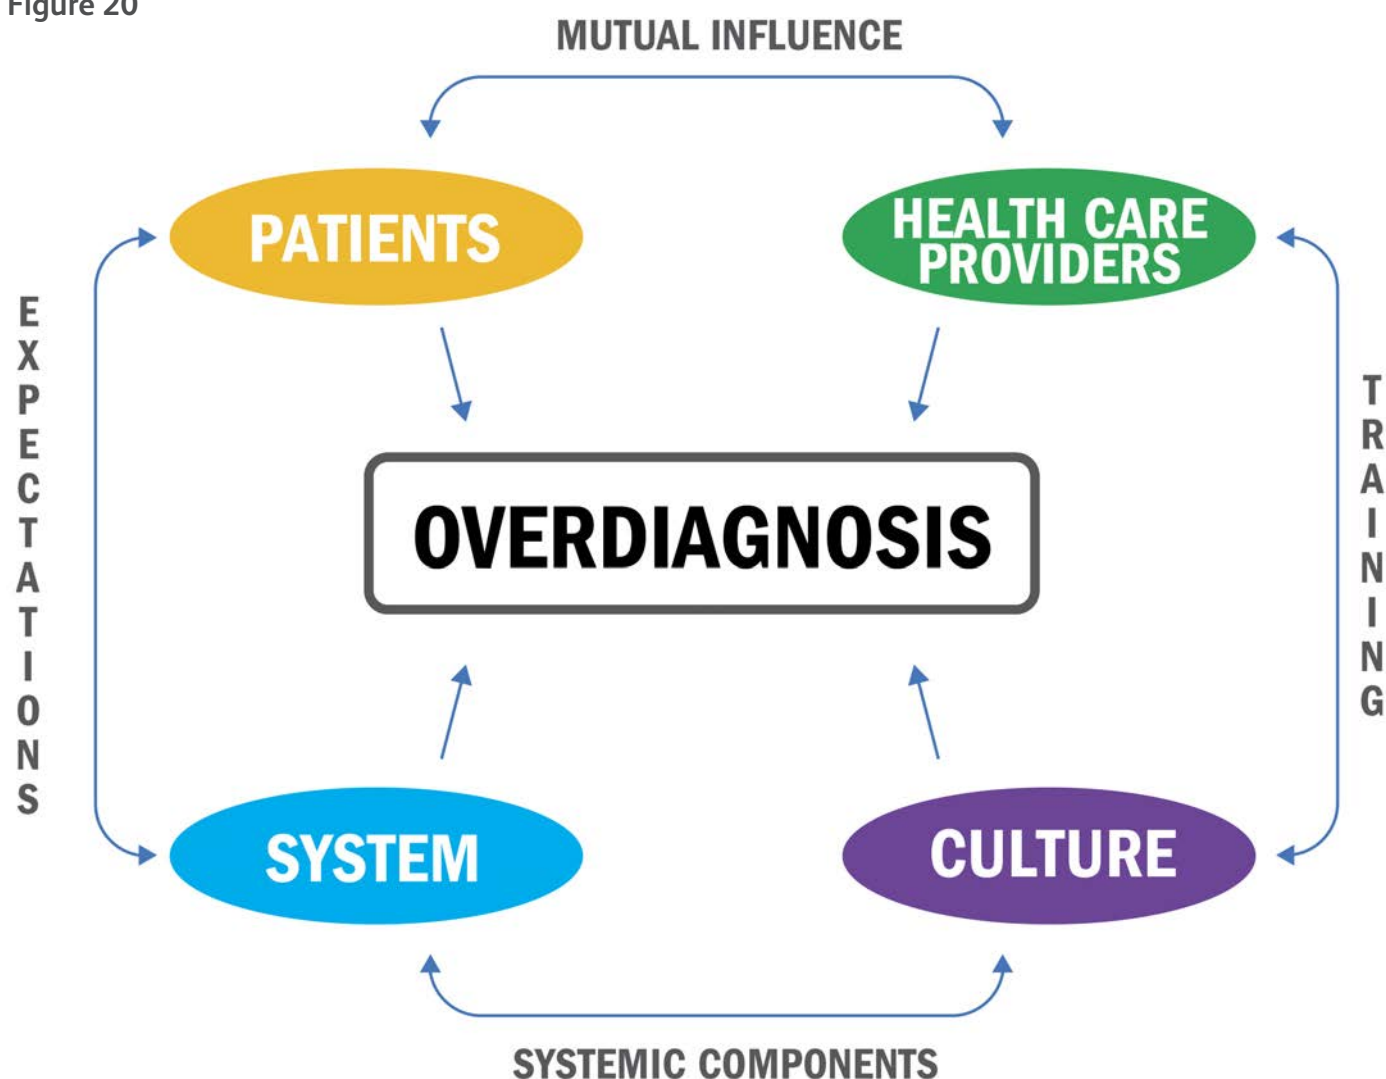 Figure 20
MUTUAL INFLUENCE
PATIENTS
HEALTH CARE
PROVIDERS
EXPECTATIONS
TRAINING
OVERDIAGNOSIS
SYSTEM
CULTURE
SYSTEMIC COMPONENTS